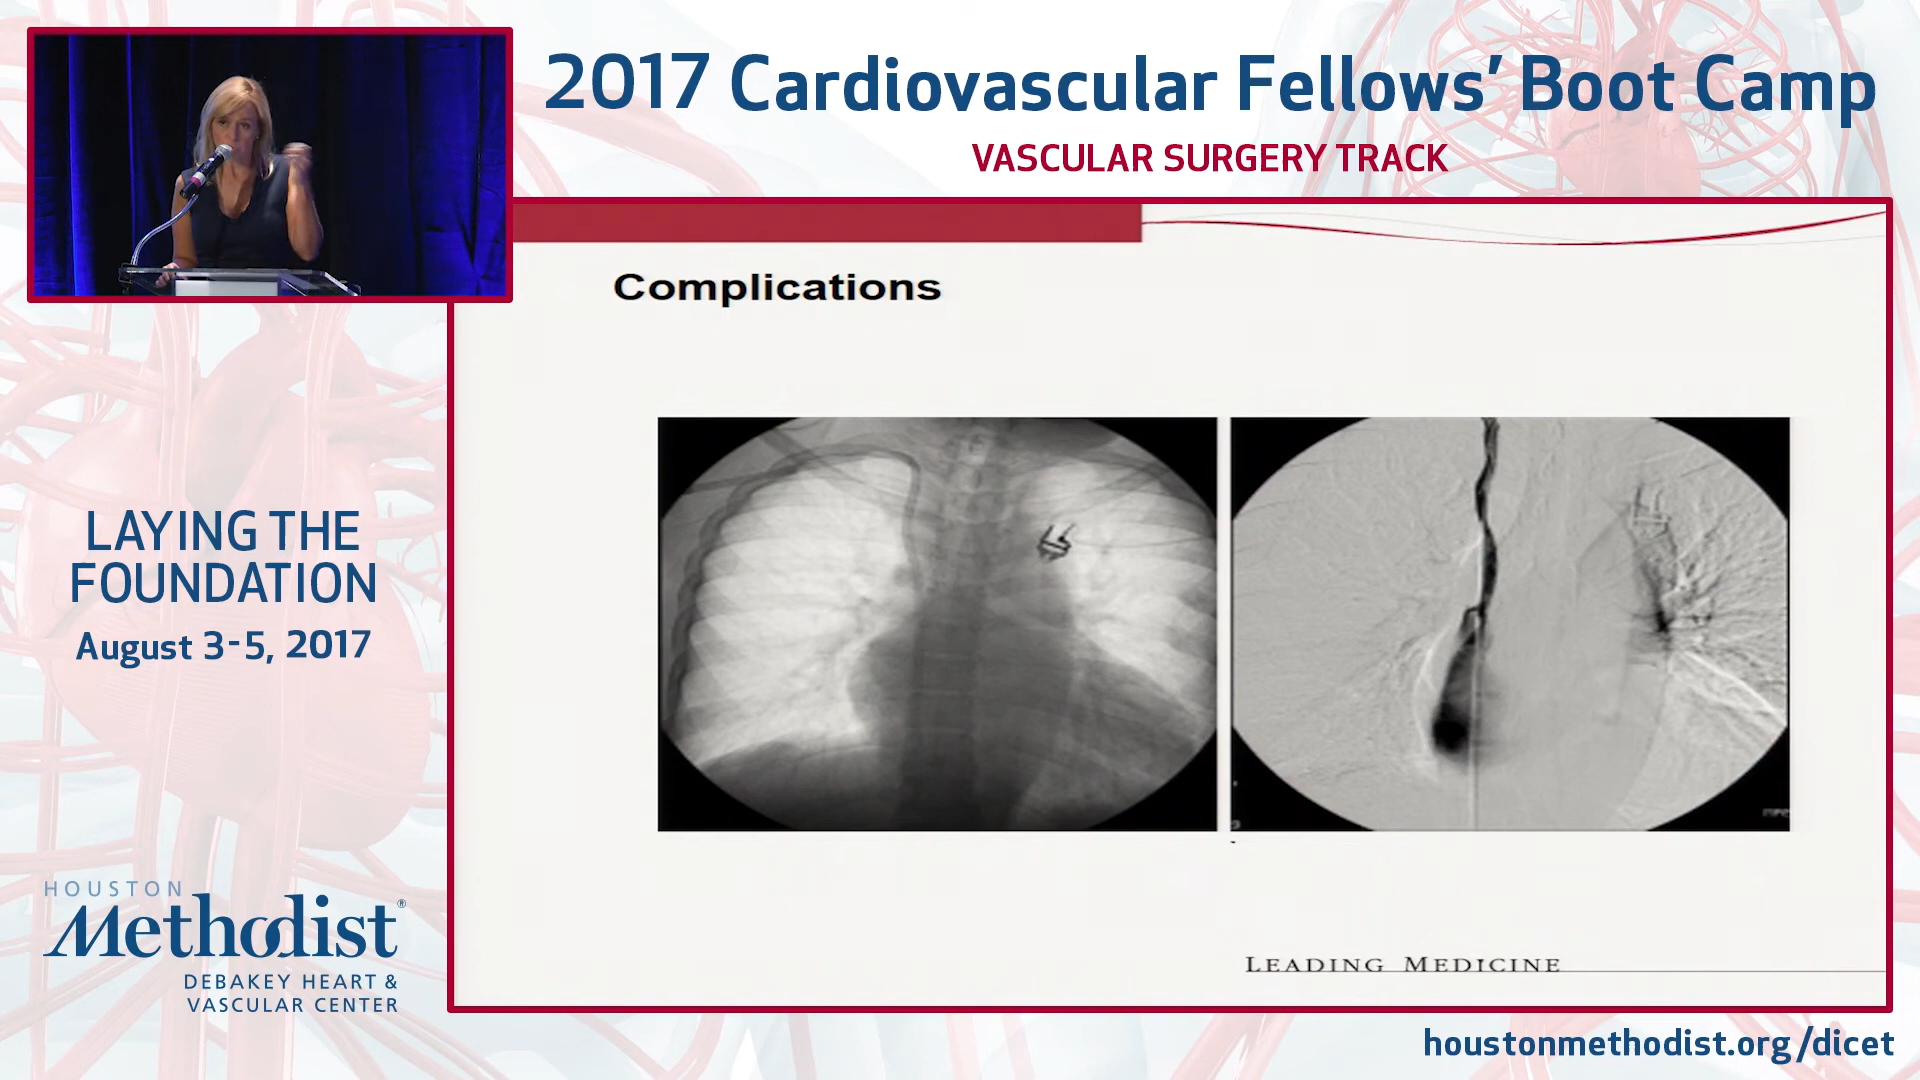 2017 Cardiovascular Fellows' Boot Camp
VASCULAR SURGERY TRACK
Complications
LAYING THE
FOUNDATION
August 3-5, 2017
HOUSTON
Methodist®
DEBAKEY HEART &
VASCULAR CENTER
LEADING MEDICINE
houstonmethodist.org/dicet